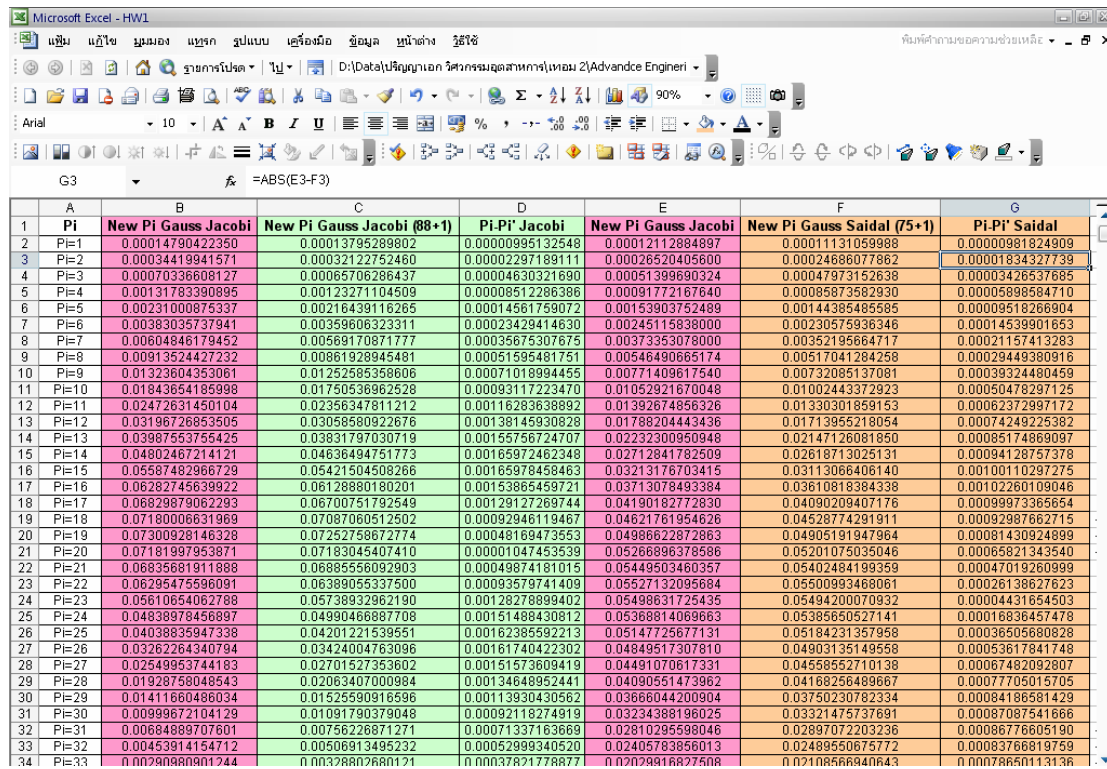 Microsoft Excel - HW1
แฟ้ม แก้ไข มุมมอง แทรก รูปแบบ เครื่องมือ ข้อมูล หน้าต่าง วิธีใช้ พิมพ์คำถามขอความช่วยเหลือ
รายการโปรด ไป D:\Data\ปริญญาเอก วิศวกรรมอุตสาหการ\เทอม 2\Advandce Engineri
Σ 90%
Arial 10 A A B I U % , A
G3 fx =ABS(E3-F3)
A B C D E F G
1 Pi New Pi Gauss Jacobi New Pi Gauss Jacobi (88+1) Pi-Pi' Jacobi New Pi Gauss Jacobi New Pi Gauss Saidal (75+1) Pi-Pi' Saidal
2 Pi=1 0.00014790422350 0.00013795289802 0.00000995132548 0.00012112884897 0.00011131059988 0.00000981824909
3 Pi=2 0.00034419941571 0.00032122752460 0.00002297189111 0.00026520405600 0.00024686077862 0.00001834327739
4 Pi=3 0.00070336608127 0.00065706286437 0.00004630321690 0.00051399690324 0.00047973152638 0.00003426537685
5 Pi=4 0.00131783390895 0.00123271104509 0.00008512286386 0.00091772167640 0.00085873582930 0.00005898584710
6 Pi=5 0.00231000875337 0.00216439116265 0.00014561759072 0.00153903752489 0.00144385485585 0.00009518266904
7 Pi=6 0.00383035737941 0.00359606323311 0.00023429414630 0.00245115838000 0.00230575936346 0.00014539901653
8 Pi=7 0.00604846179452 0.00569170871777 0.00035675307675 0.00373353078000 0.00352195664717 0.00021157413283
9 Pi=8 0.00913524427232 0.00861928945481 0.00051595481751 0.00546490665174 0.00517041284258 0.00029449380916
10 Pi=9 0.01323604353061 0.01252585358606 0.00071018994455 0.00771409617540 0.00732085137081 0.00039324480459
11 Pi=10 0.01843654185998 0.01750536962528 0.00093117223470 0.01052921670048 0.01002443372923 0.00050478297125
12 Pi=11 0.02472631450104 0.02356347811212 0.00116283638892 0.01392674856326 0.01330301859153 0.00062372997172
13 Pi=12 0.03196726853505 0.03058580922676 0.00138145930828 0.01788204443436 0.01713955218054 0.00074249225382
14 Pi=13 0.03987553755425 0.03831797030719 0.00155756724707 0.02232300950948 0.02147126081850 0.00085174869097
15 Pi=14 0.04802467214121 0.04636494751773 0.00165972462348 0.02712841782509 0.02618713025131 0.00094128757378
16 Pi=15 0.05587482966729 0.05421504508266 0.00165978458463 0.03213176703415 0.03113066406140 0.00100110297275
17 Pi=16 0.06282745639922 0.06128880180201 0.00153865459721 0.03713078493384 0.03610818384338 0.00102260109046
18 Pi=17 0.06829879062293 0.06700751792549 0.00129127269744 0.04190182772830 0.04090209407176 0.00099973365654
19 Pi=18 0.07180006631969 0.07087060512502 0.00092946119467 0.04621761954626 0.04528774291911 0.00092987662715
20 Pi=19 0.07300928146328 0.07252758672774 0.00048169473553 0.04986622872863 0.04905191947964 0.00081430924899
21 Pi=20 0.07181997953871 0.07183045407410 0.00001047453539 0.05266896378586 0.05201075035046 0.00065821343540
22 Pi=21 0.06835681911888 0.06885556092903 0.00049874181015 0.05449503460357 0.05402484199359 0.00047019260999
23 Pi=22 0.06295475596091 0.06389055337500 0.00093579741409 0.05527132095684 0.05500993468061 0.00026138627623
24 Pi=23 0.05610654062788 0.05738932962190 0.00128278899402 0.05498631725435 0.05494200070932 0.00004431654503
25 Pi=24 0.04838978456897 0.04990466887708 0.00151488430812 0.05368814069663 0.05385650527141 0.00016836457478
26 Pi=25 0.04038835947338 0.04201221539551 0.00162385592213 0.05147725677131 0.05184231357958 0.00036505680828
27 Pi=26 0.03262264340794 0.03424004763096 0.00161740422302 0.04849517307810 0.04903135149558 0.00053617841748
28 Pi=27 0.02549953744183 0.02701527353602 0.00151573609419 0.04491070617331 0.04558552710138 0.00067482092807
29 Pi=28 0.01928758048543 0.02063407000984 0.00134648952441 0.04090551473962 0.04168256489667 0.00077705015705
30 Pi=29 0.01411660486034 0.01525590916596 0.00113930430562 0.03666044200904 0.03750230782334 0.00084186581429
31 Pi=30 0.00999672104129 0.01091790379048 0.00092118274919 0.03234388196025 0.03321475737691 0.00087087541666
32 Pi=31 0.00684889707601 0.00756226871271 0.00071337163669 0.02810295598046 0.02897072203236 0.00086776605190
33 Pi=32 0.00453914154712 0.00506913495232 0.00052999340520 0.02405783856013 0.02489550675772 0.00083766819759
34 Pi=33 0.00290980901244 0.00328802680121 0.00037821778877 0.02029916827508 0.02108566940643 0.00078650113136